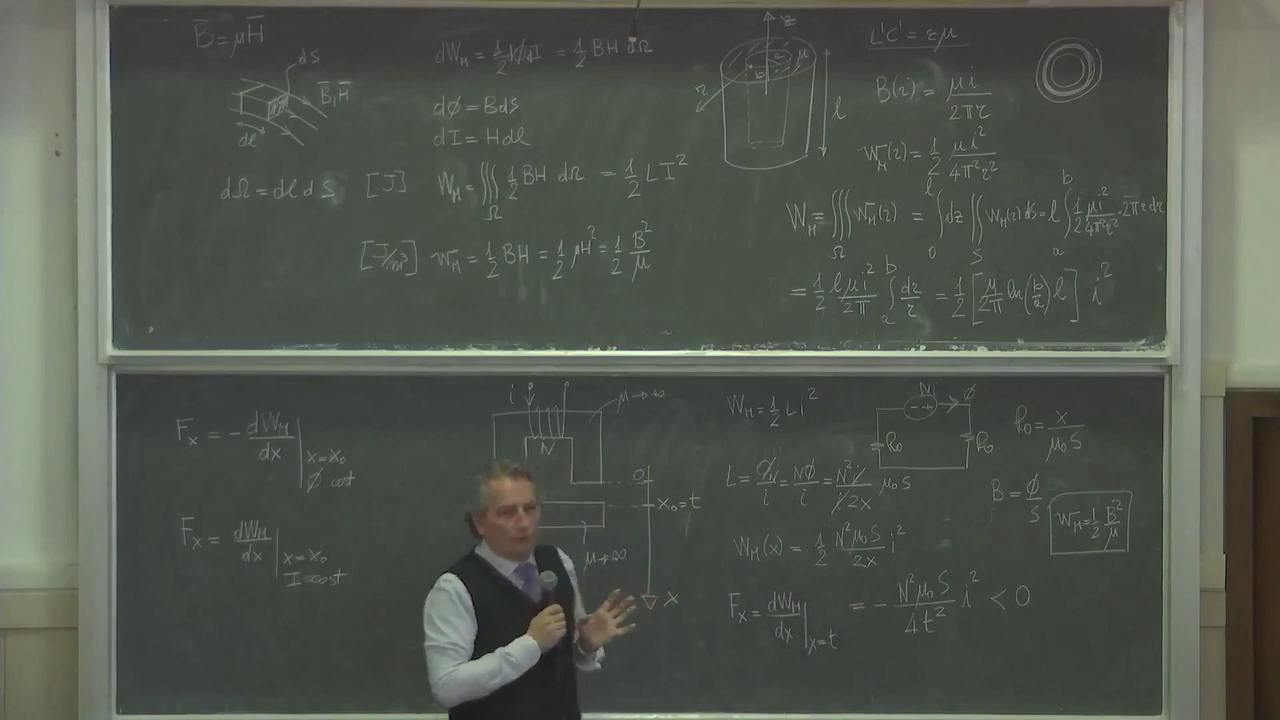 B̅ = μH̅
dS
B̅, H̅
dl
dΩ = dl dS
dW_M = 1/2 dϕ dI = 1/2 BH dΩ
dϕ = B ds
dI = H dl
[J] W_M = ∭_Ω 1/2 BH dΩ = 1/2 L I²
[J/m³] w_M = 1/2 BH = 1/2 μH² = 1/2 B²/μ
z
μ
r
l
L'C' = εμ
B(r) = μi/2πr
w_M(r) = 1/2 μi²/4π²r²
W_M = ∭_Ω w_M(r) = ∫_0^l dz ∬_S w_M(r) dS = l ∫_a^b 1/2 μi²/4π²r² · 2πr dr
= 1/2 lμi²/2π ∫_a^b dr/r = 1/2 [μ/2π ln(b/a) l] i²
F_x = - dW_M/dx | x=x₀ ϕ cost
F_x = dW_M/dx | x=x₀ I=cost
i
μ→∞
N
0
x₀=t
μ→∞
x
W_M = 1/2 L i²
Ni
- +
ϕ
R₀
R₀
R₀ = x/μ₀S
L = Φ/i = Nϕ/i = N² i/i 2x μ₀S
B = ϕ/S
w_M = 1/2 B²/μ
W_M(x) = 1/2 N²μ₀S/2x i²
F_x = dW_M/dx | x=t = - N²μ₀S/4t² i² < 0